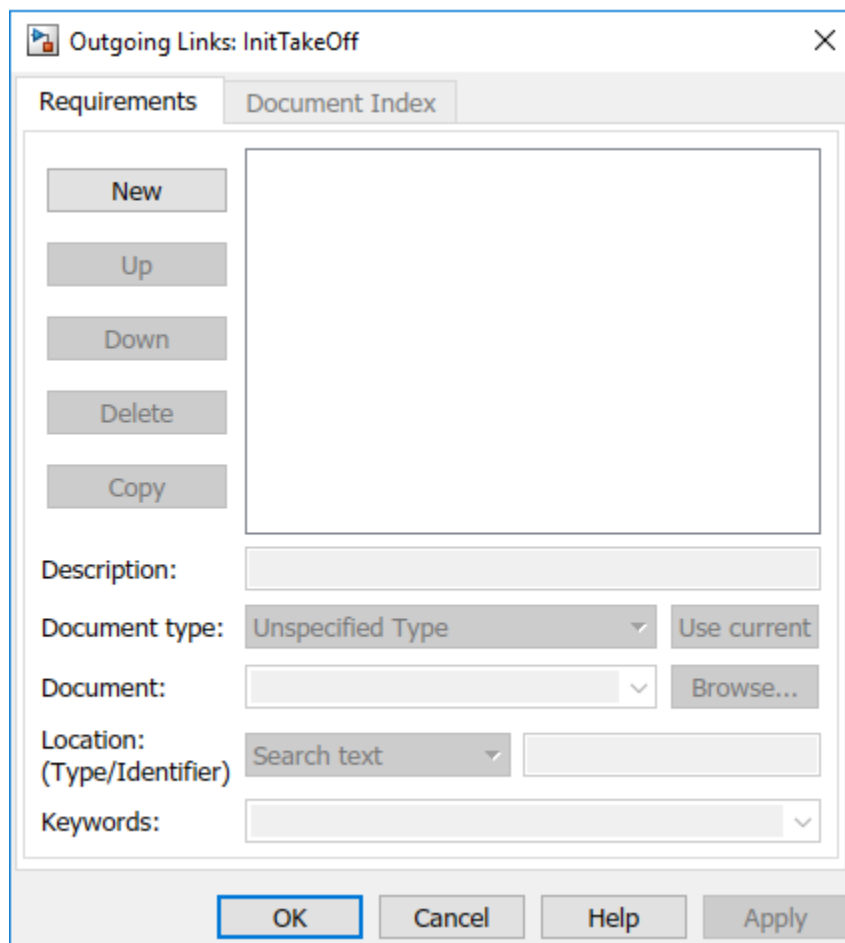 Outgoing Links: InitTakeOff
Requirements
Document Index
New
Up
Down
Delete
Copy
Description:
Document type:
Unspecified Type
Use current
Document:
Browse...
Location:
(Type/Identifier)
Search text
Keywords:
OK
Cancel
Help
Apply